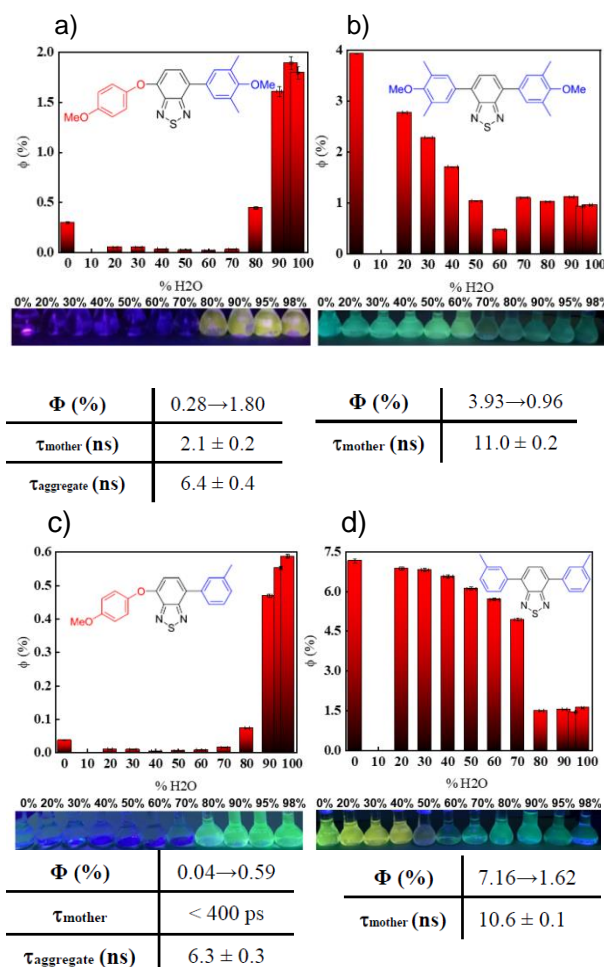 a)
b)
2.0
1.5
1.0
0.5
0.0
ϕ (%)
O
MeO
OMe
N
S
N
0 10 20 30 40 50 60 70 80 90 100
% H2O
4
3
2
1
0
ϕ (%)
MeO
OMe
N
S
N
0 10 20 30 40 50 60 70 80 90 100
% H2O
0% 20% 30% 40% 50% 60% 70% 80% 90% 95% 98%
0% 20% 30% 40% 50% 60% 70% 80% 90% 95% 98%
Φ (%) 0.28→1.80
τmother (ns) 2.1 ± 0.2
τaggregate (ns) 6.4 ± 0.4
Φ (%) 3.93→0.96
τmother (ns) 11.0 ± 0.2
c)
d)
0.6
0.5
0.4
0.3
0.2
0.1
0.0
ϕ (%)
O
MeO
N
S
N
0 10 20 30 40 50 60 70 80 90 100
% H2O
7.5
6.0
4.5
3.0
1.5
0.0
ϕ (%)
N
S
N
0 10 20 30 40 50 60 70 80 90 100
% H2O
0% 20% 30% 40% 50% 60% 70% 80% 90% 95% 98%
0% 20% 30% 40% 50% 60% 70% 80% 90% 95% 98%
Φ (%) 0.04→0.59
τmother < 400 ps
τaggregate (ns) 6.3 ± 0.3
Φ (%) 7.16→1.62
τmother (ns) 10.6 ± 0.1